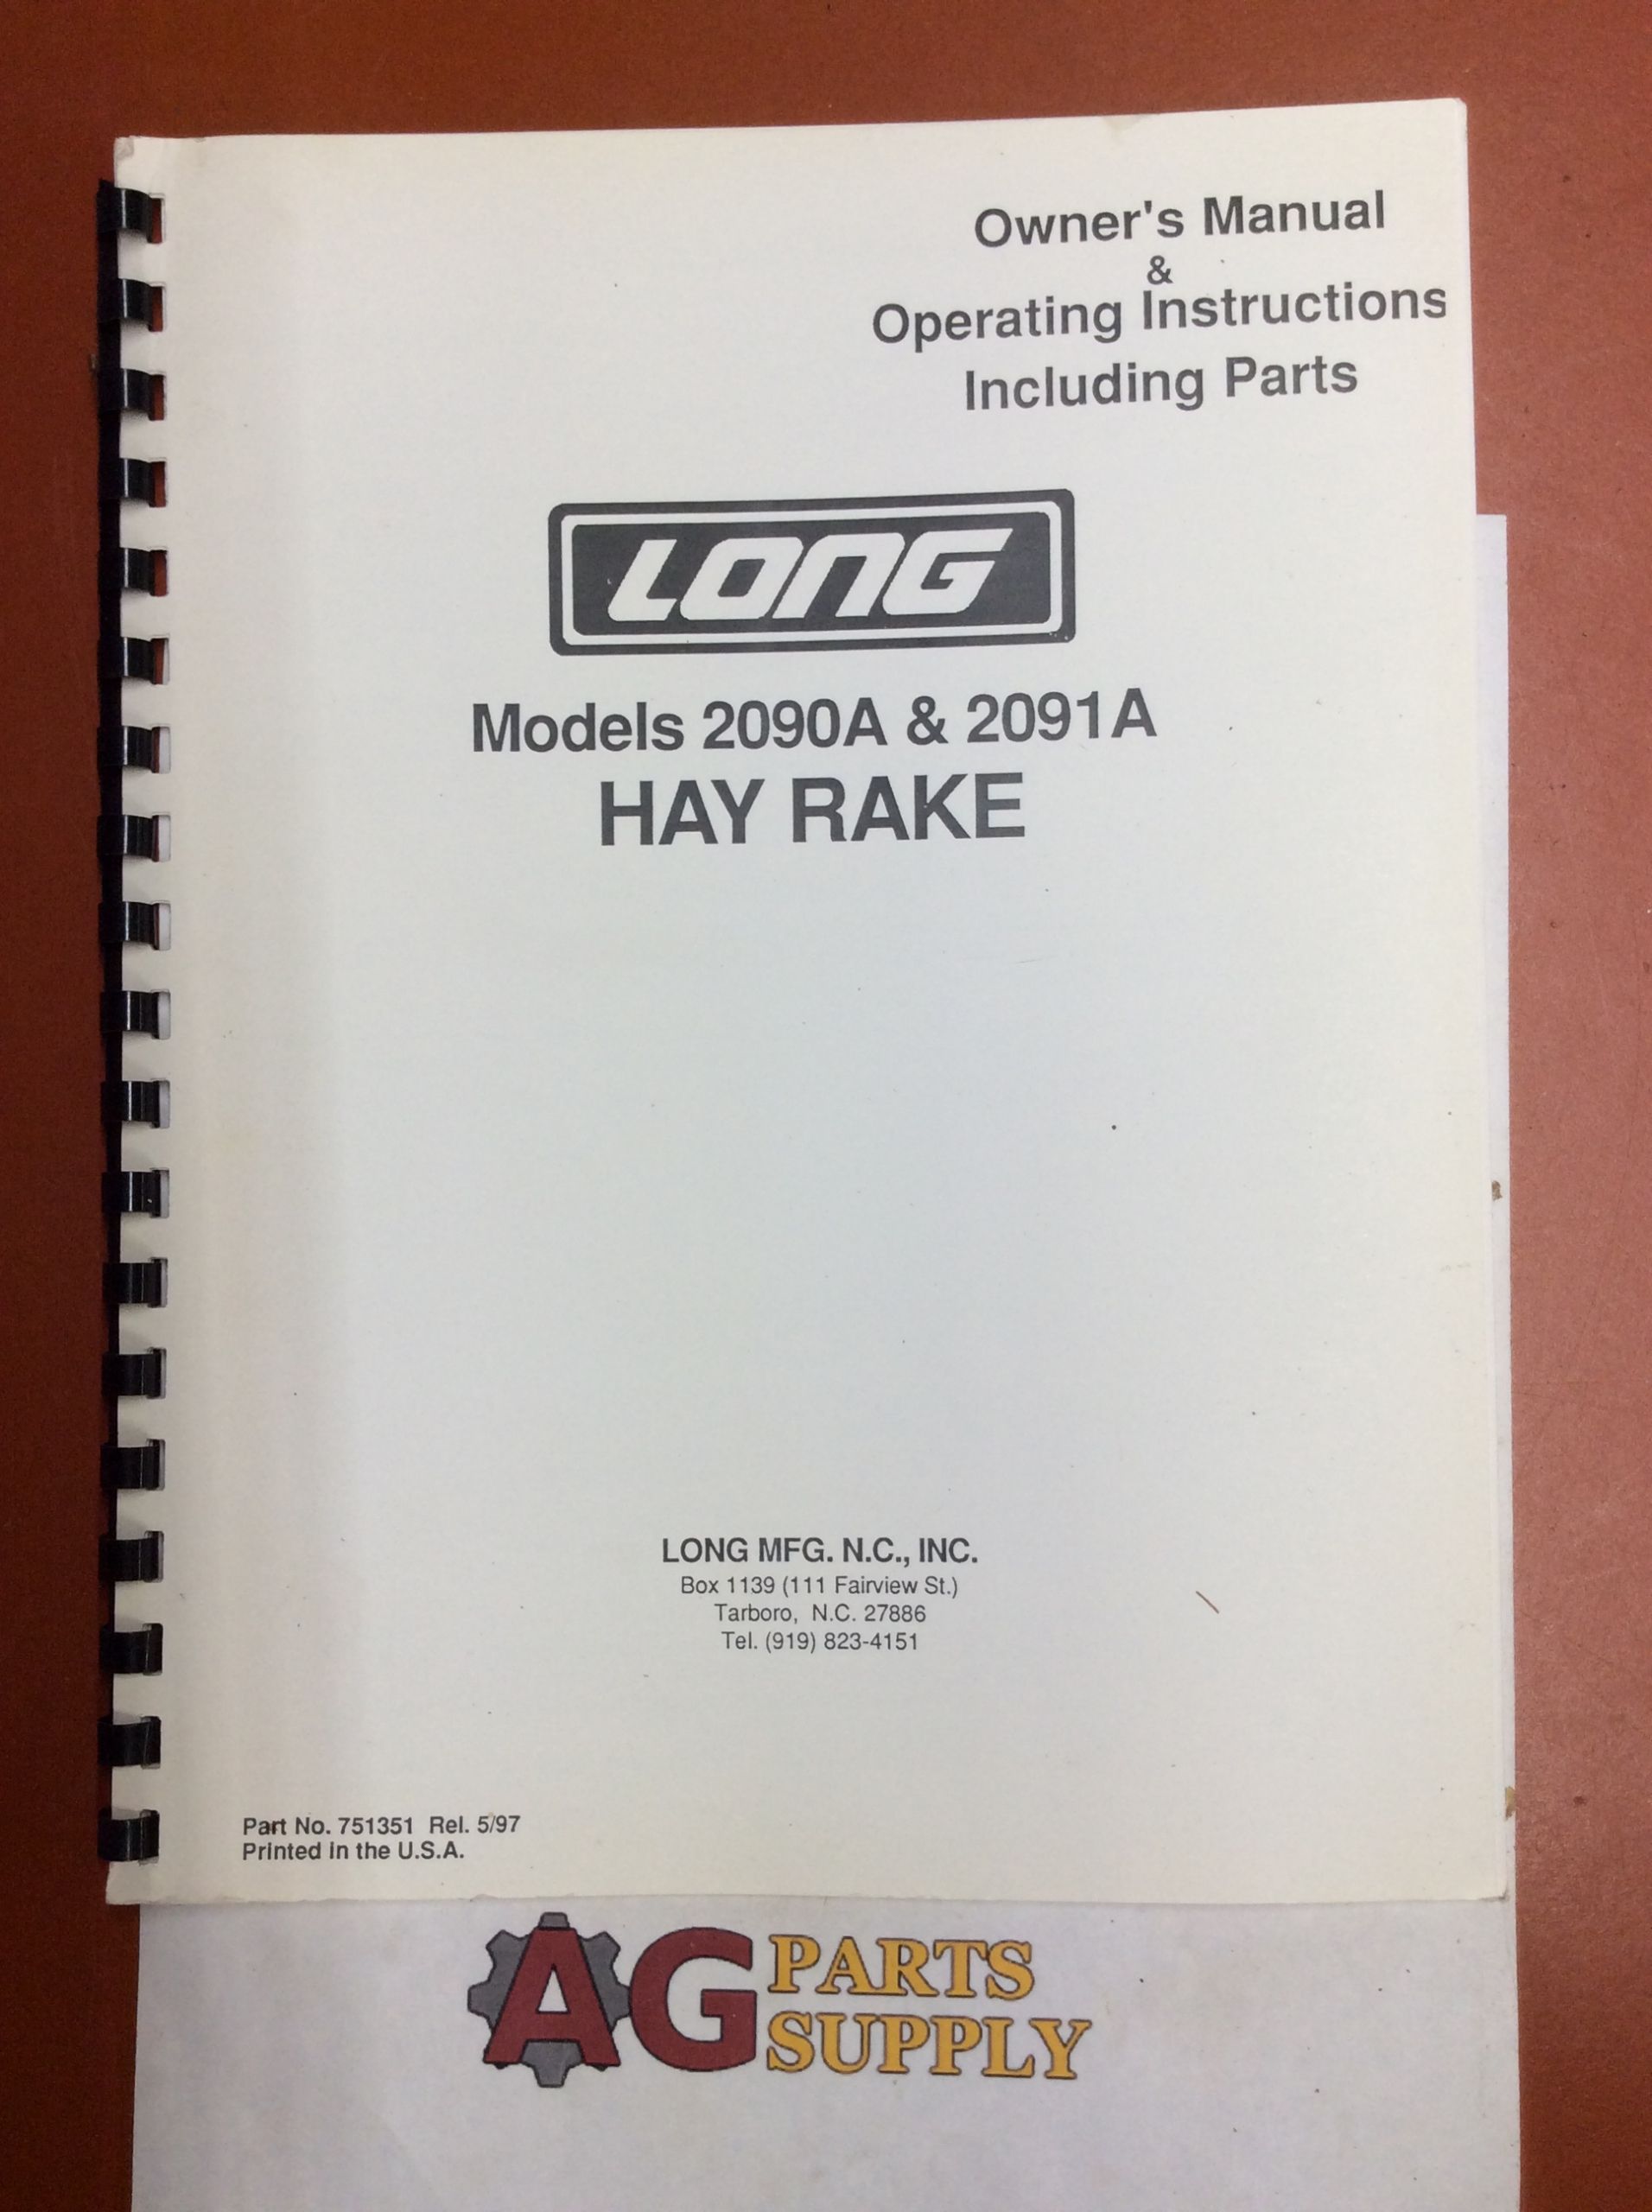 Owner's Manual
&
Operating Instructions
Including Parts
LONG
Models 2090A & 2091A
HAY RAKE
LONG MFG. N.C., INC.
Box 1139 (111 Fairview St.)
Tarboro, N.C. 27886
Tel. (919) 823-4151
Part No. 751351 Rel. 5/97
Printed in the U.S.A.
AG PARTS
SUPPLY